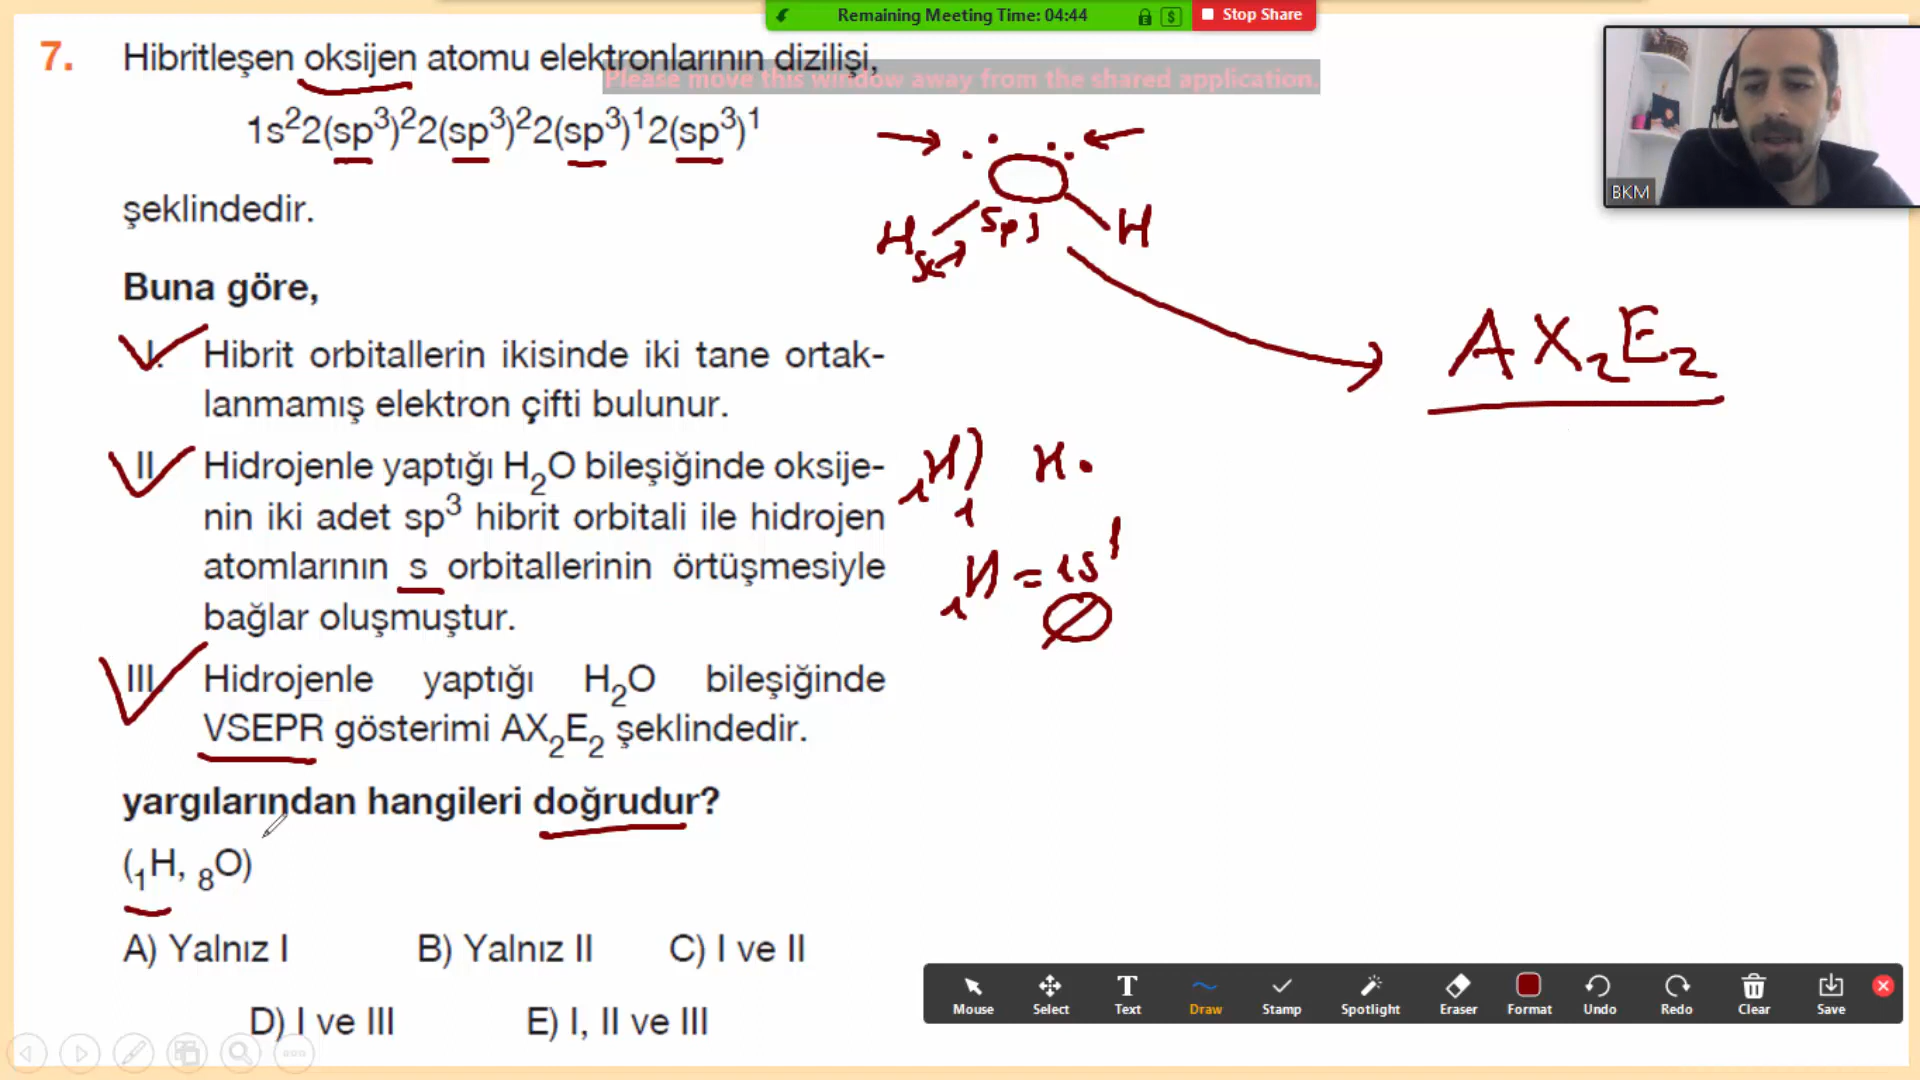 Remaining Meeting Time: 04:44
Stop Share
Please move this window away from the shared application.
BKM
7. Hibritleşen oksijen atomu elektronlarının dizilişi,
1s²2(sp³)²2(sp³)²2(sp³)¹2(sp³)¹
şeklindedir.
Buna göre,
I. Hibrit orbitallerin ikisinde iki tane ortak-
lanmamış elektron çifti bulunur.
II Hidrojenle yaptığı H₂O bileşiğinde oksije-
nin iki adet sp³ hibrit orbitali ile hidrojen
atomlarının s orbitallerinin örtüşmesiyle
bağlar oluşmuştur.
III. Hidrojenle yaptığı H₂O bileşiğinde
VSEPR gösterimi AX₂E₂ şeklindedir.
yargılarından hangileri doğrudur?
(₁H, ₈O)
A) Yalnız I B) Yalnız II C) I ve II
D) I ve III E) I, II ve III
H sp3 H
s
AX₂E₂
₁H) 1 H•
₁H = 1s¹
Mouse Select Text Draw Stamp Spotlight Eraser Format Undo Redo Clear Save